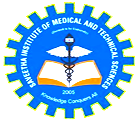 SAVEETHA INSTITUTE OF MEDICAL AND TECHNICAL SCIENCES
2005
Knowledge Conquers All